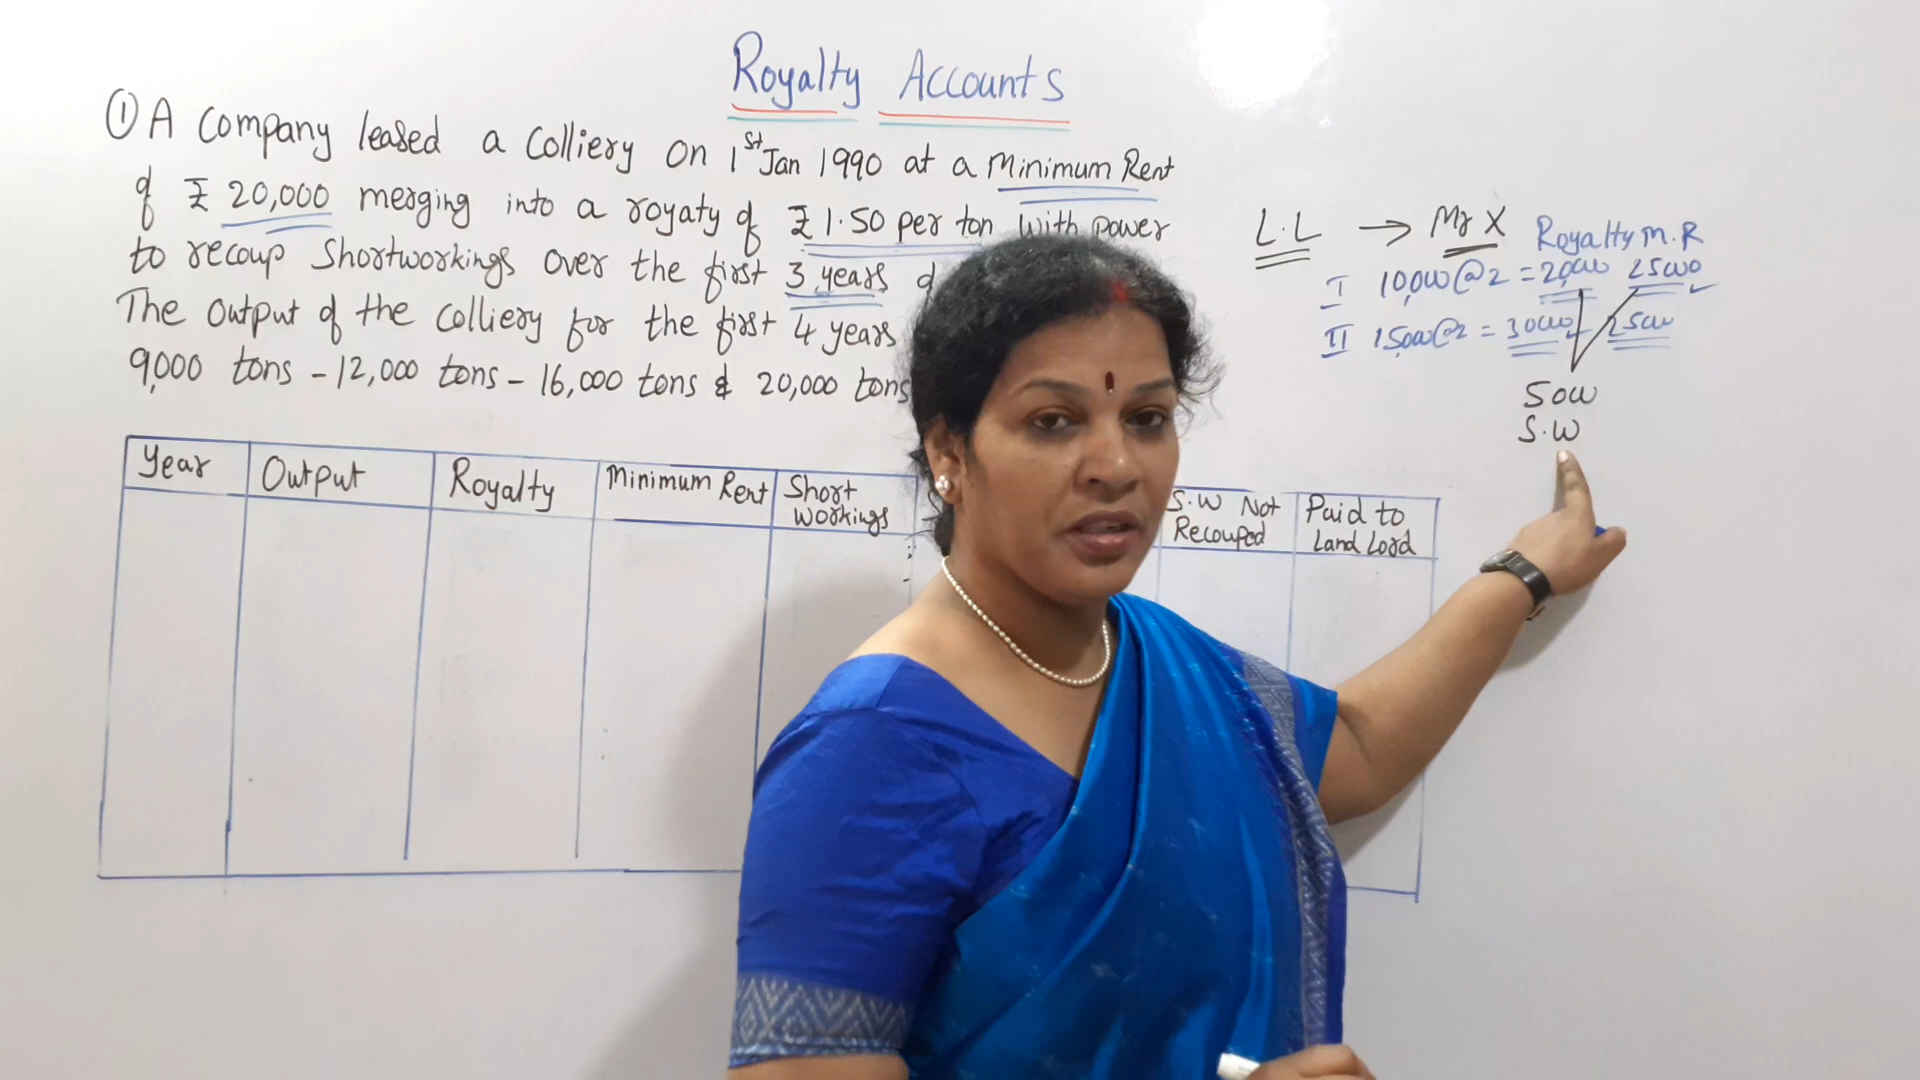 Royalty Accounts
① A Company leased a Colliery on 1st Jan 1990 at a Minimum Rent
of ₹ 20,000 merging into a royaty of ₹ 1.50 per ton with power
to recoup Shortworkings over the first 3 years
The output of the colliery for the first 4 years
9,000 tons - 12,000 tons - 16,000 tons & 20,000 tons
L.L → Mr X
Royalty M.R
I 10,000 @ 2 = 20,000 25000 ✓
II 15,000 @ 2 = 30000 25000
5000
S.W
Year
Output
Royalty
Minimum Rent
Short
Workings
S.W Not
Recouped
Paid to
Land Lord